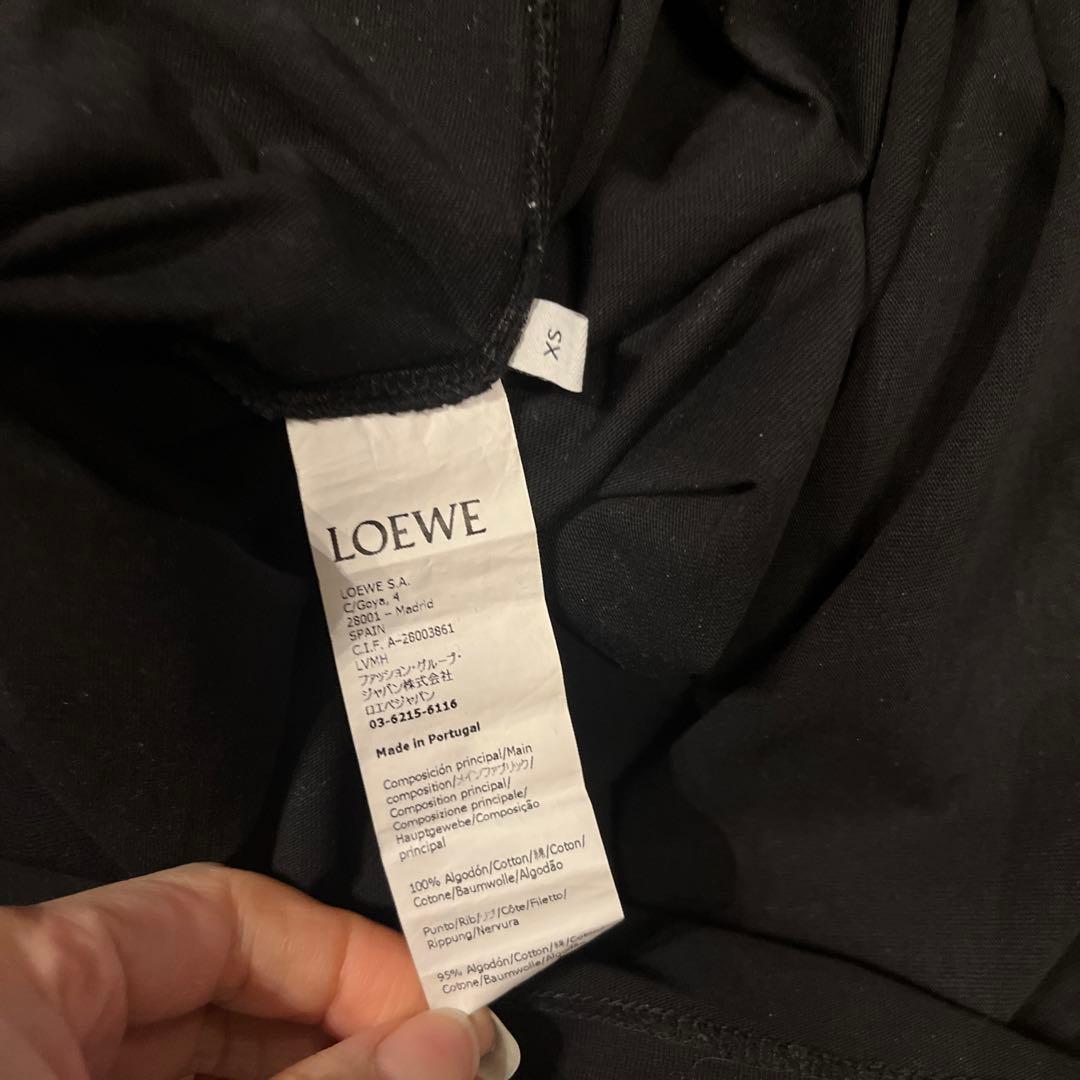 XS
LOEWE
LOEWE S.A.
C/Goya, 4
28001 - Madrid
SPAIN
C.I.F. A-28003861
LVMH
ファッション・グループ・
ジャパン株式会社
ロエベジャパン
03-6215-6116
Made in Portugal
Composición principal/Main
composition/メインファブリック/
Composition principal/
Composizione principale/
Hauptgewebe/Composição
principal
100% Algodón/Cotton/綿/Coton/
Cotone/Baumwolle/Algodão
Punto/Rib/リブ/Côte/Filetto/
Rippung/Nervura
95% Algodón/Cotton/綿/
Cotone/Baumwolle/